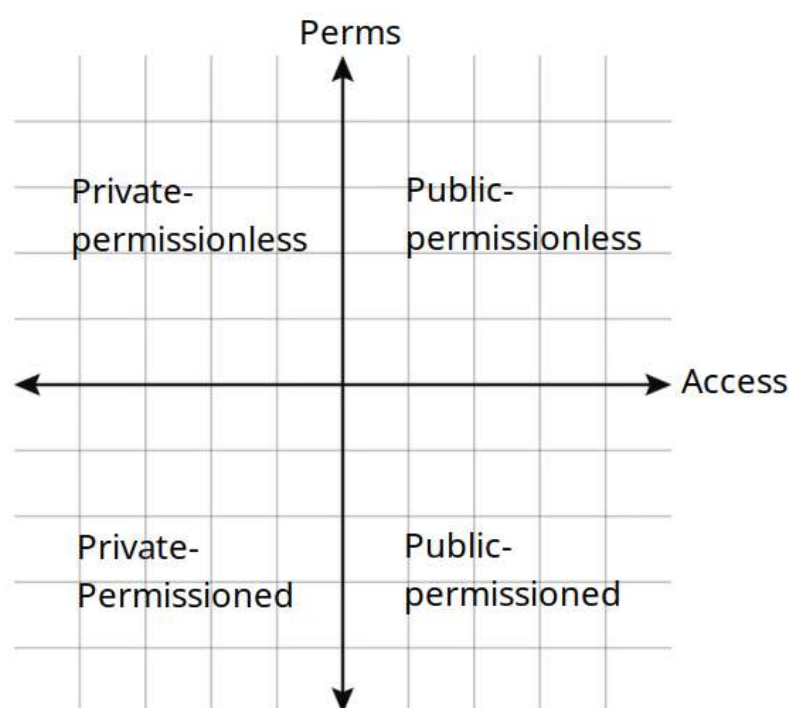 Perms
Private-
permissionless
Public-
permissionless
Access
Private-
Permissioned
Public-
permissioned